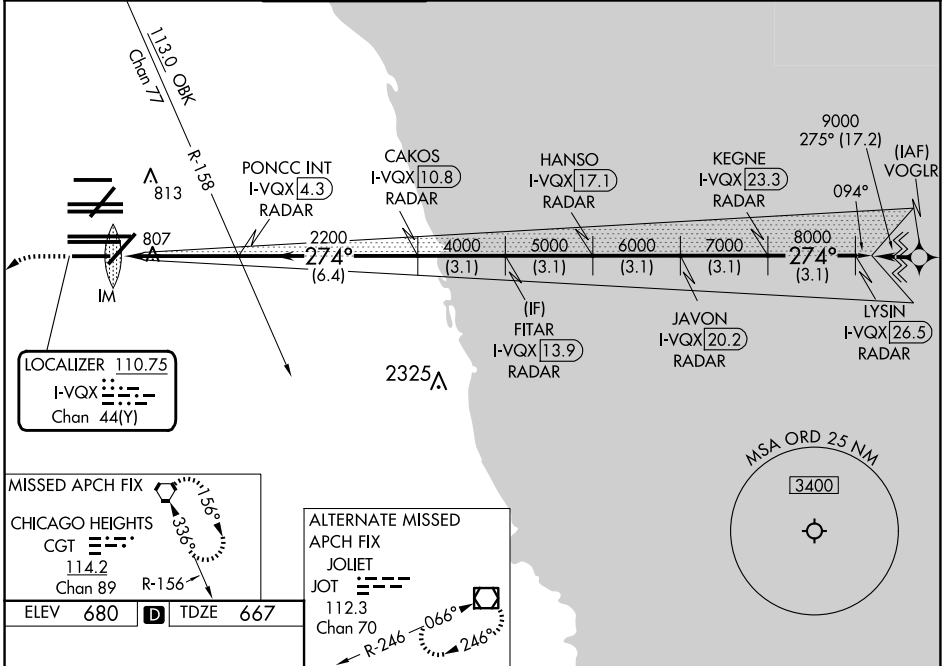 113.0 OBK
Chan 77
R-158
813
807
IM
PONCC INT
I-VQX 4.3
RADAR
CAKOS
I-VQX 10.8
RADAR
HANSO
I-VQX 17.1
RADAR
KEGNE
I-VQX 23.3
RADAR
9000
275° (17.2)
094°
(IAF)
VOGLR
2200
274°
(6.4)
4000
(3.1)
5000
(3.1)
6000
(3.1)
7000
(3.1)
8000
274°
(3.1)
(IF)
FITAR
I-VQX 13.9
RADAR
JAVON
I-VQX 20.2
RADAR
LYSIN
I-VQX 26.5
RADAR
2325
LOCALIZER 110.75
I-VQX
Chan 44(Y)
MSA ORD 25 NM
3400
MISSED APCH FIX
CHICAGO HEIGHTS
CGT
114.2
Chan 89
156°
336°
R-156
ALTERNATE MISSED
APCH FIX
JOLIET
JOT
112.3
Chan 70
R-246
066°
246°
ELEV 680 D TDZE 667